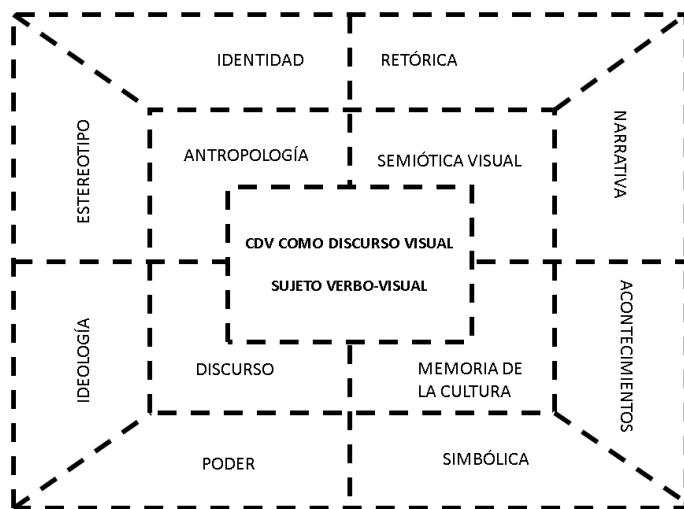 IDENTIDAD
RETÓRICA
ESTEREOTIPO
ANTROPOLOGÍA
SEMIÓTICA VISUAL
NARRATIVA
CDV COMO DISCURSO VISUAL
SUJETO VERBO-VISUAL
IDEOLOGÍA
DISCURSO
MEMORIA DE
LA CULTURA
ACONTECIMIENTOS
PODER
SIMBÓLICA